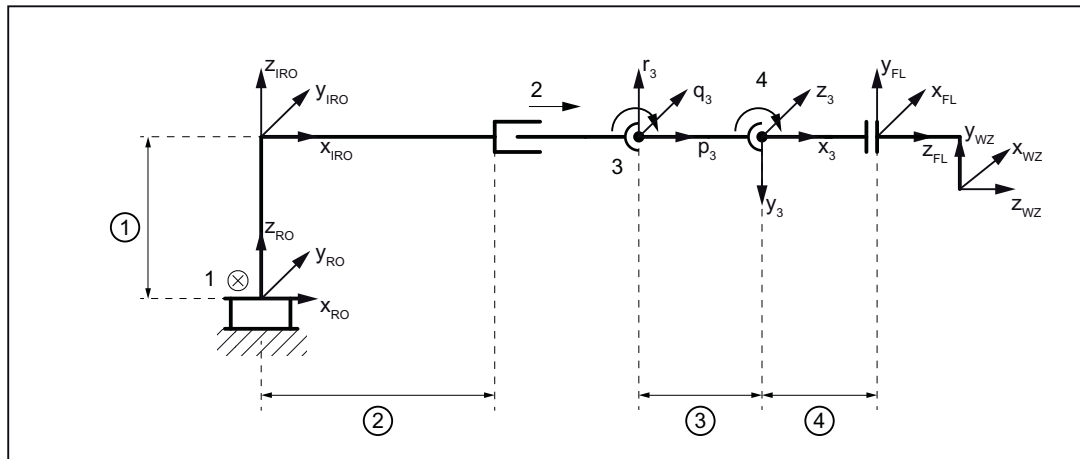 z_IRO
y_IRO
x_IRO
2
r_3
q_3
p_3
3
4
z_3
x_3
y_3
y_FL
x_FL
z_FL
y_WZ
x_WZ
z_WZ
①
z_RO
y_RO
x_RO
1
②
③
④